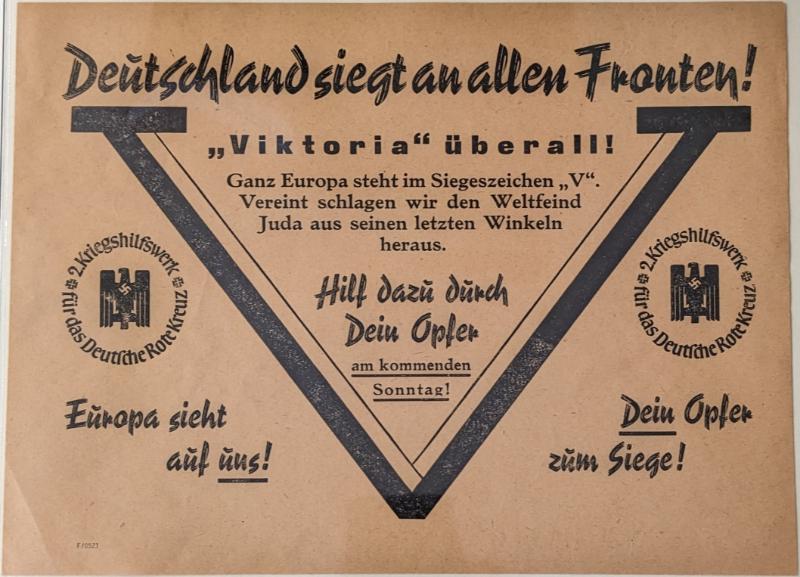 Deutschland siegt an allen Fronten!
„Viktoria“ überall!
Ganz Europa steht im Siegeszeichen „V“.
Vereint schlagen wir den Weltfeind
Juda aus seinen letzten Winkeln
heraus.
Hilf dazu durch
Dein Opfer
am kommenden
Sonntag!
2. Kriegshilfswerk
für das Deutsche Rote Kreuz
2. Kriegshilfswerk
für das Deutsche Rote Kreuz
Europa sieht
auf uns!
Dein Opfer
zum Siege!
F/0523